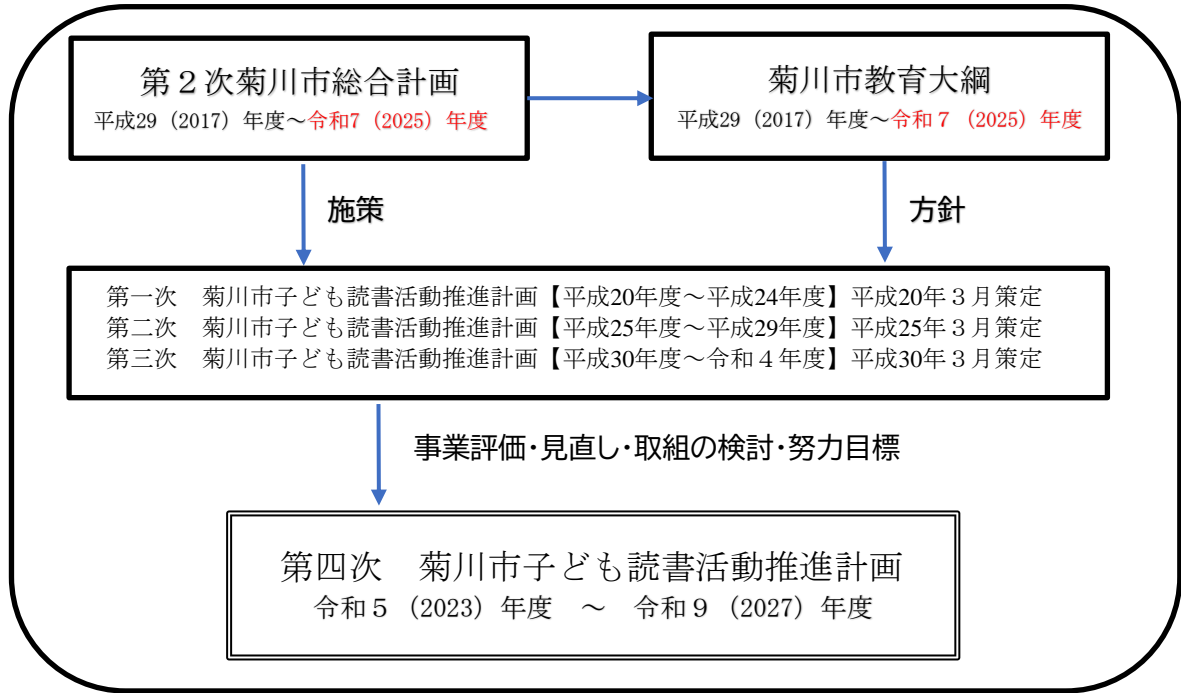 第２次菊川市総合計画
平成29（2017）年度～令和7（2025）年度
菊川市教育大綱
平成29（2017）年度～令和７（2025）年度
施策
方針
第一次　菊川市子ども読書活動推進計画【平成20年度～平成24年度】平成20年３月策定
第二次　菊川市子ども読書活動推進計画【平成25年度～平成29年度】平成25年３月策定
第三次　菊川市子ども読書活動推進計画【平成30年度～令和４年度】平成30年３月策定
事業評価・見直し・取組の検討・努力目標
第四次　菊川市子ども読書活動推進計画
令和５（2023）年度　～　令和９（2027）年度